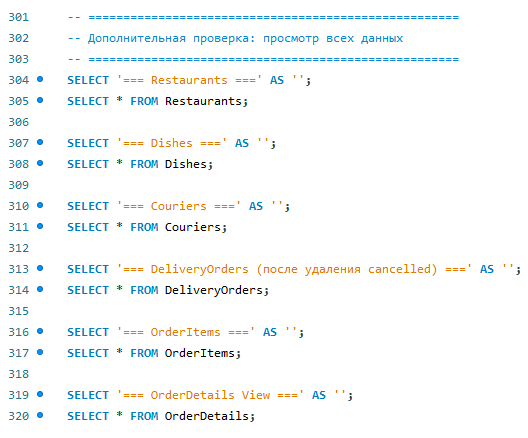 301 -- =====================================================
302 -- Дополнительная проверка: просмотр всех данных
303 -- =====================================================
304 SELECT '=== Restaurants ===' AS '';
305 SELECT * FROM Restaurants;
306
307 SELECT '=== Dishes ===' AS '';
308 SELECT * FROM Dishes;
309
310 SELECT '=== Couriers ===' AS '';
311 SELECT * FROM Couriers;
312
313 SELECT '=== DeliveryOrders (после удаления cancelled) ===' AS '';
314 SELECT * FROM DeliveryOrders;
315
316 SELECT '=== OrderItems ===' AS '';
317 SELECT * FROM OrderItems;
318
319 SELECT '=== OrderDetails View ===' AS '';
320 SELECT * FROM OrderDetails;